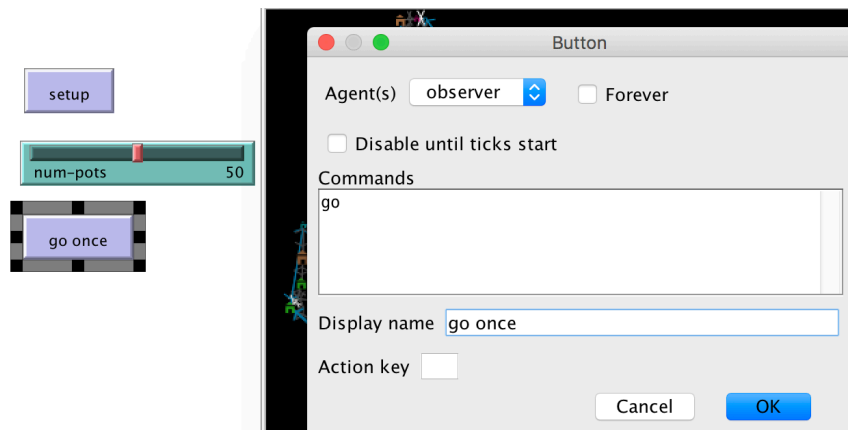 setup
num-pots 50
go once
Button
Agent(s) observer Forever
Disable until ticks start
Commands
go
Display name go once
Action key
Cancel OK